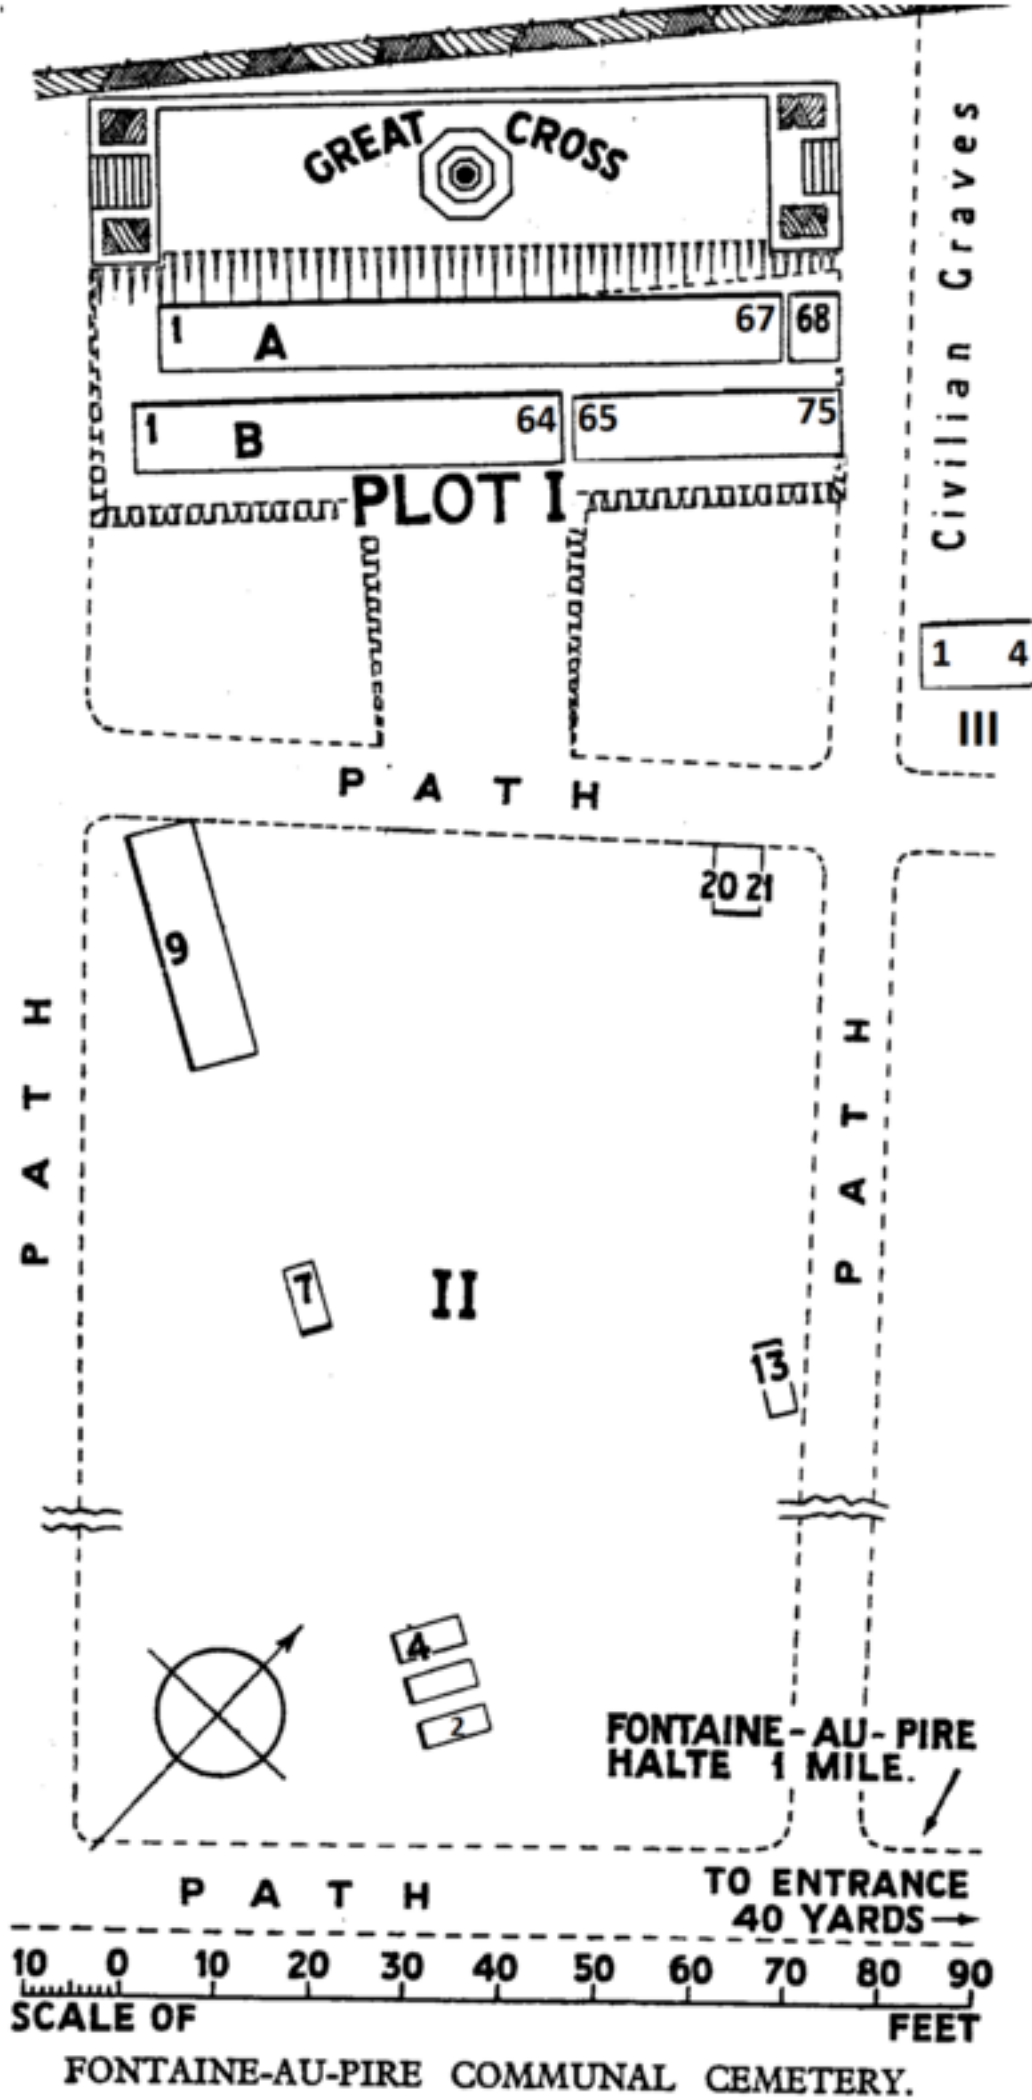 GREAT CROSS
Civilian Graves
1 A 67 68
1 B 64 65 75
PLOT I
1 4
III
PATH
20 21
9
PATH
PATH
7
II
13
4
2
FONTAINE-AU-PIRE
HALTE 1 MILE.
PATH
TO ENTRANCE
40 YARDS
10 0 10 20 30 40 50 60 70 80 90
SCALE OF FEET
FONTAINE-AU-PIRE COMMUNAL CEMETERY.